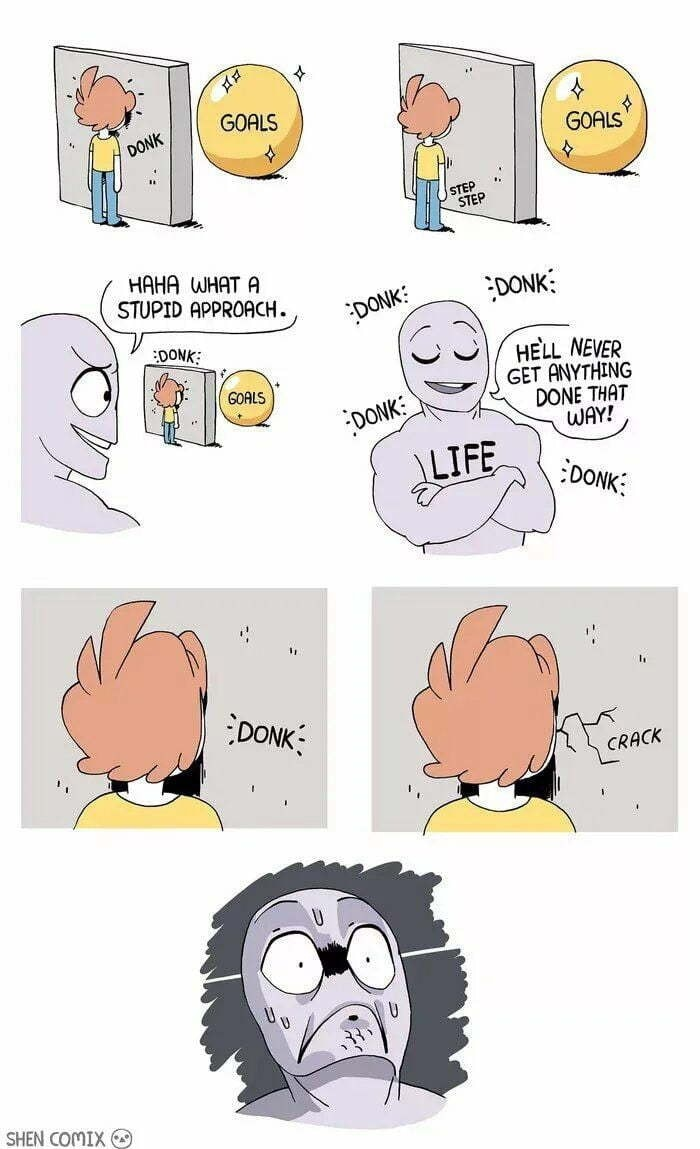 GOALS
DONK
GOALS
STEP
STEP
HAHA WHAT A
STUPID APPROACH.
DONK
GOALS
DONK
DONK
HE'LL NEVER
GET ANYTHING
DONE THAT
WAY!
DONK
LIFE
DONK
DONK
CRACK
SHEN COMIX